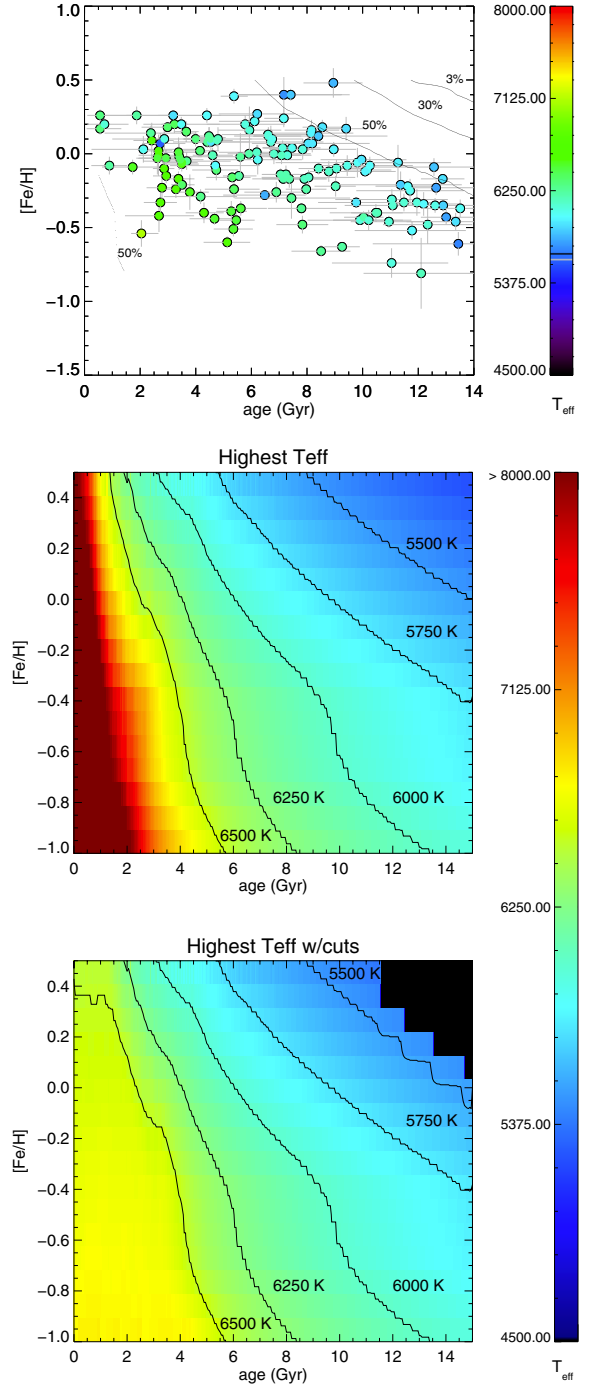 1.0
0.5
0.0
−0.5
−1.0
−1.5
[Fe/H]
3%
30%
50%
50%
0 2 4 6 8 10 12 14
age (Gyr)
8000.00
7125.00
6250.00
5375.00
4500.00
Teff
Highest Teff
0.4
0.2
0.0
−0.2
−0.4
−0.6
−0.8
−1.0
[Fe/H]
5500 K
5750 K
6000 K
6250 K
6500 K
0 2 4 6 8 10 12 14
age (Gyr)
Highest Teff w/cuts
0.4
0.2
0.0
−0.2
−0.4
−0.6
−0.8
−1.0
[Fe/H]
5500 K
5750 K
6000 K
6250 K
6500 K
0 2 4 6 8 10 12 14
age (Gyr)
> 8000.00
7125.00
6250.00
5375.00
4500.00
Teff